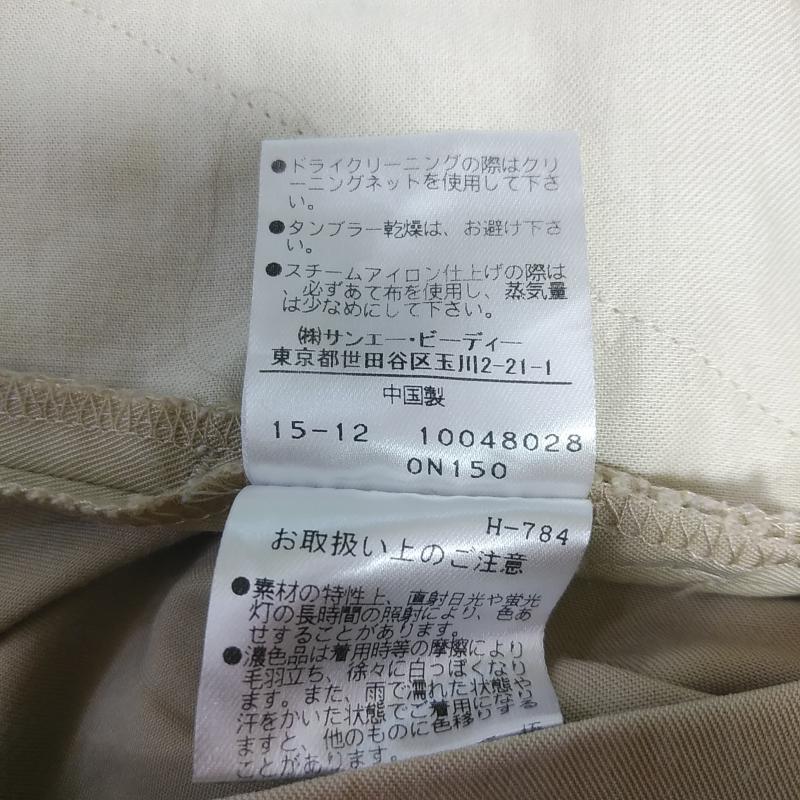 ●ドライクリーニングの際はクリ
ーニングネットを使用して下さ
い。
●タンブラー乾燥は、お避け下さ
い。
●スチームアイロン仕上げの際は
、必ずあて布を使用し、蒸気量
は少なめにして下さい。
㈱サンエー・ビーディー
東京都世田谷区玉川2-21-1
中国製
15-12 10048028
ON150
H-784
お取扱い上のご注意
●素材の特性上、直射日光や蛍光
灯の長時間の照射により、色あ
せすることがあります。
●濃色品は着用時等の摩擦により
毛羽立ち、徐々に白っぽくなり
ます。また、雨で濡れた状態や
汗をかいた状態でご着用になり
ますと、他のものに色移りする
ことがあります。